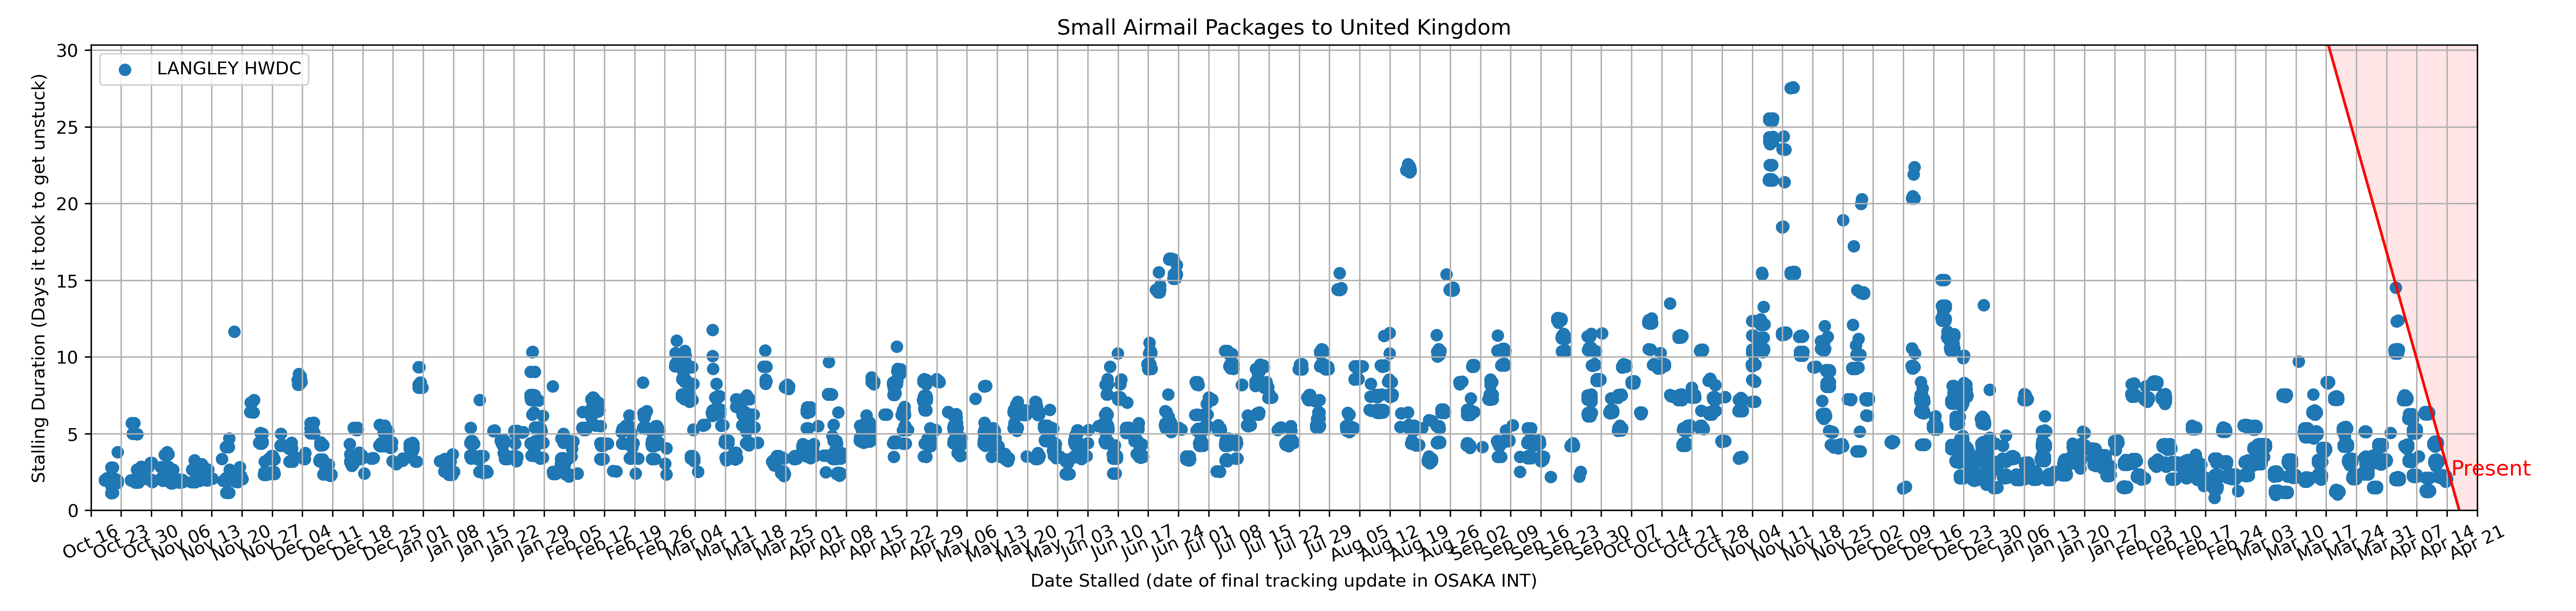 Small Airmail Packages to United Kingdom
LANGLEY HWDC
Stalling Duration (Days it took to get unstuck)
30
25
20
15
10
5
0
Present
Oct 16
Oct 23
Oct 30
Nov 06
Nov 13
Nov 20
Nov 27
Dec 04
Dec 11
Dec 18
Dec 25
Jan 01
Jan 08
Jan 15
Jan 22
Jan 29
Feb 05
Feb 12
Feb 19
Feb 26
Mar 04
Mar 11
Mar 18
Mar 25
Apr 01
Apr 08
Apr 15
Apr 22
Apr 29
May 06
May 13
May 20
May 27
Jun 03
Jun 10
Jun 17
Jun 24
Jul 01
Jul 08
Jul 15
Jul 22
Jul 29
Aug 05
Aug 12
Aug 19
Aug 26
Sep 02
Sep 09
Sep 16
Sep 23
Sep 30
Oct 07
Oct 14
Oct 21
Oct 28
Nov 04
Nov 11
Nov 18
Nov 25
Dec 02
Dec 09
Dec 16
Dec 23
Dec 30
Jan 06
Jan 13
Jan 20
Jan 27
Feb 03
Feb 10
Feb 17
Feb 24
Mar 03
Mar 10
Mar 17
Mar 24
Mar 31
Apr 07
Apr 14
Apr 21
Date Stalled (date of final tracking update in OSAKA INT)